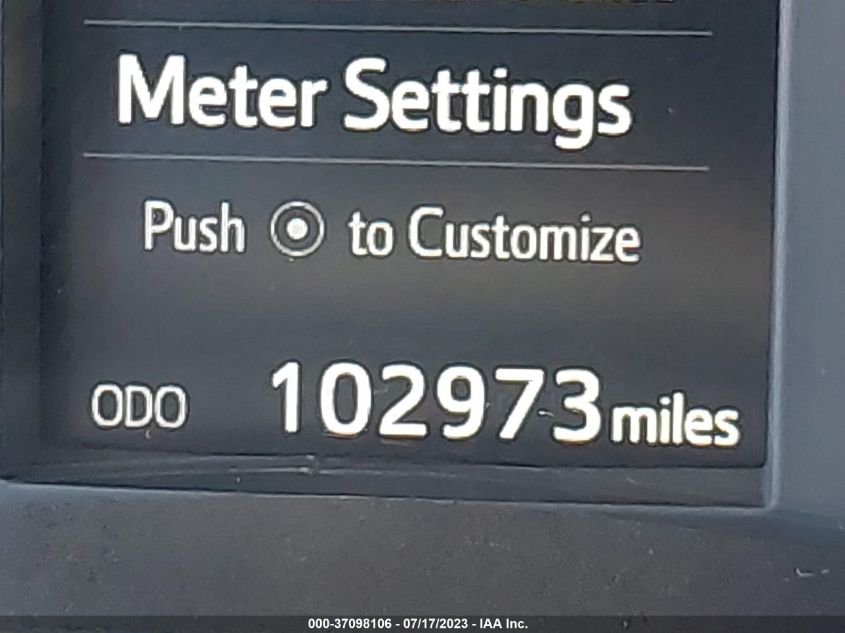 Meter Settings
Push to Customize
ODO 102973 miles
000-37098106 - 07/17/2023 - IAA Inc.